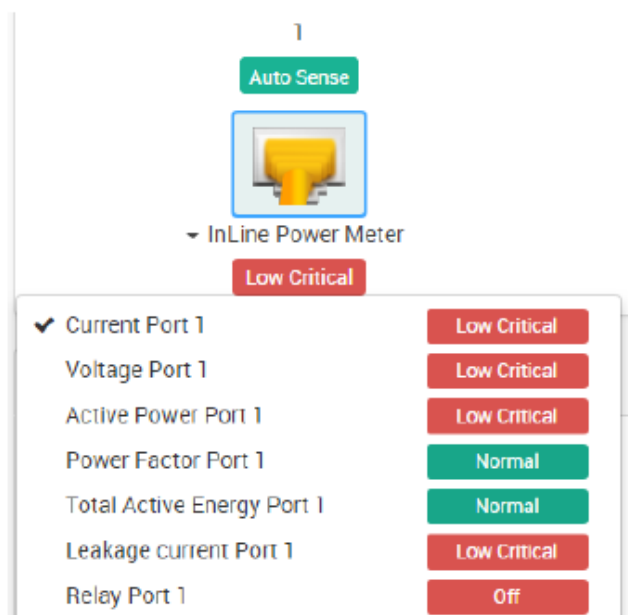 1
Auto Sense
InLine Power Meter
Low Critical
Current Port 1 Low Critical
Voltage Port 1 Low Critical
Active Power Port 1 Low Critical
Power Factor Port 1 Normal
Total Active Energy Port 1 Normal
Leakage current Port 1 Low Critical
Relay Port 1 Off